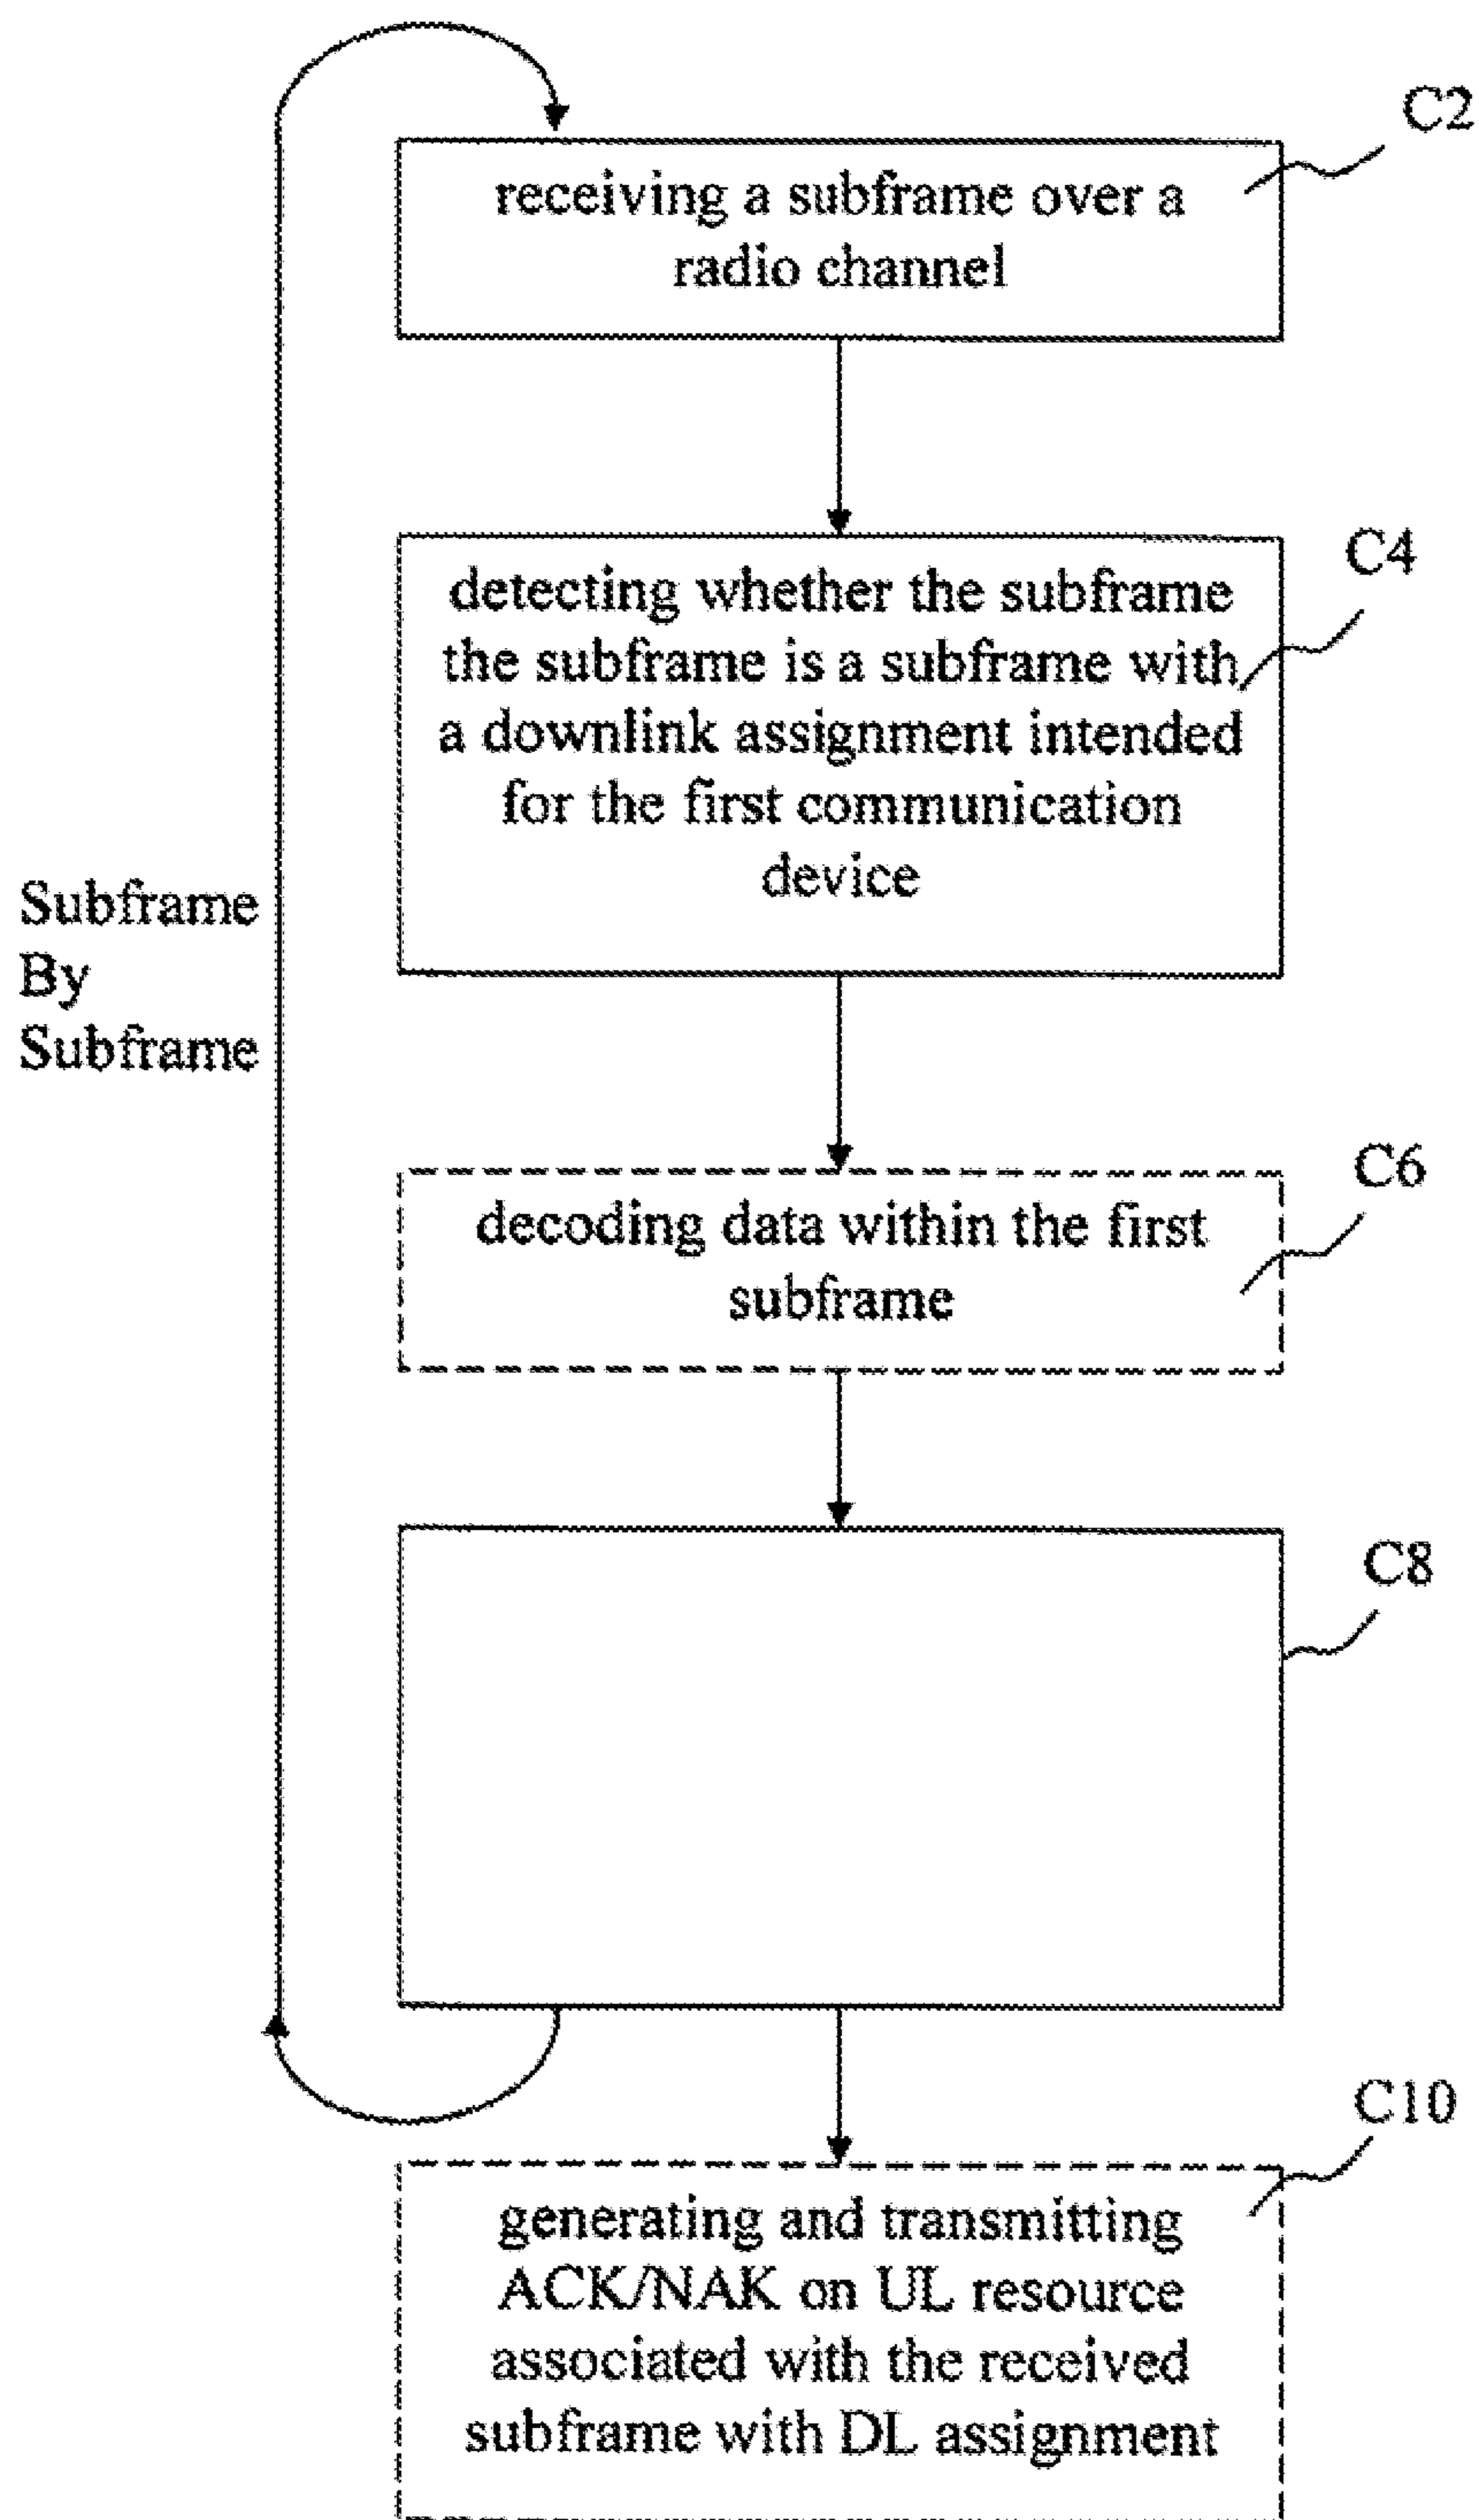 C2
receiving a subframe over a
radio channel
C4
detecting whether the subframe
the subframe is a subframe with
a downlink assignment intended
for the first communication
device
Subframe
By
Subframe
C6
decoding data within the first
subframe
C8
C10
generating and transmitting
ACK/NAK on UL resource
associated with the received
subframe with DL assignment